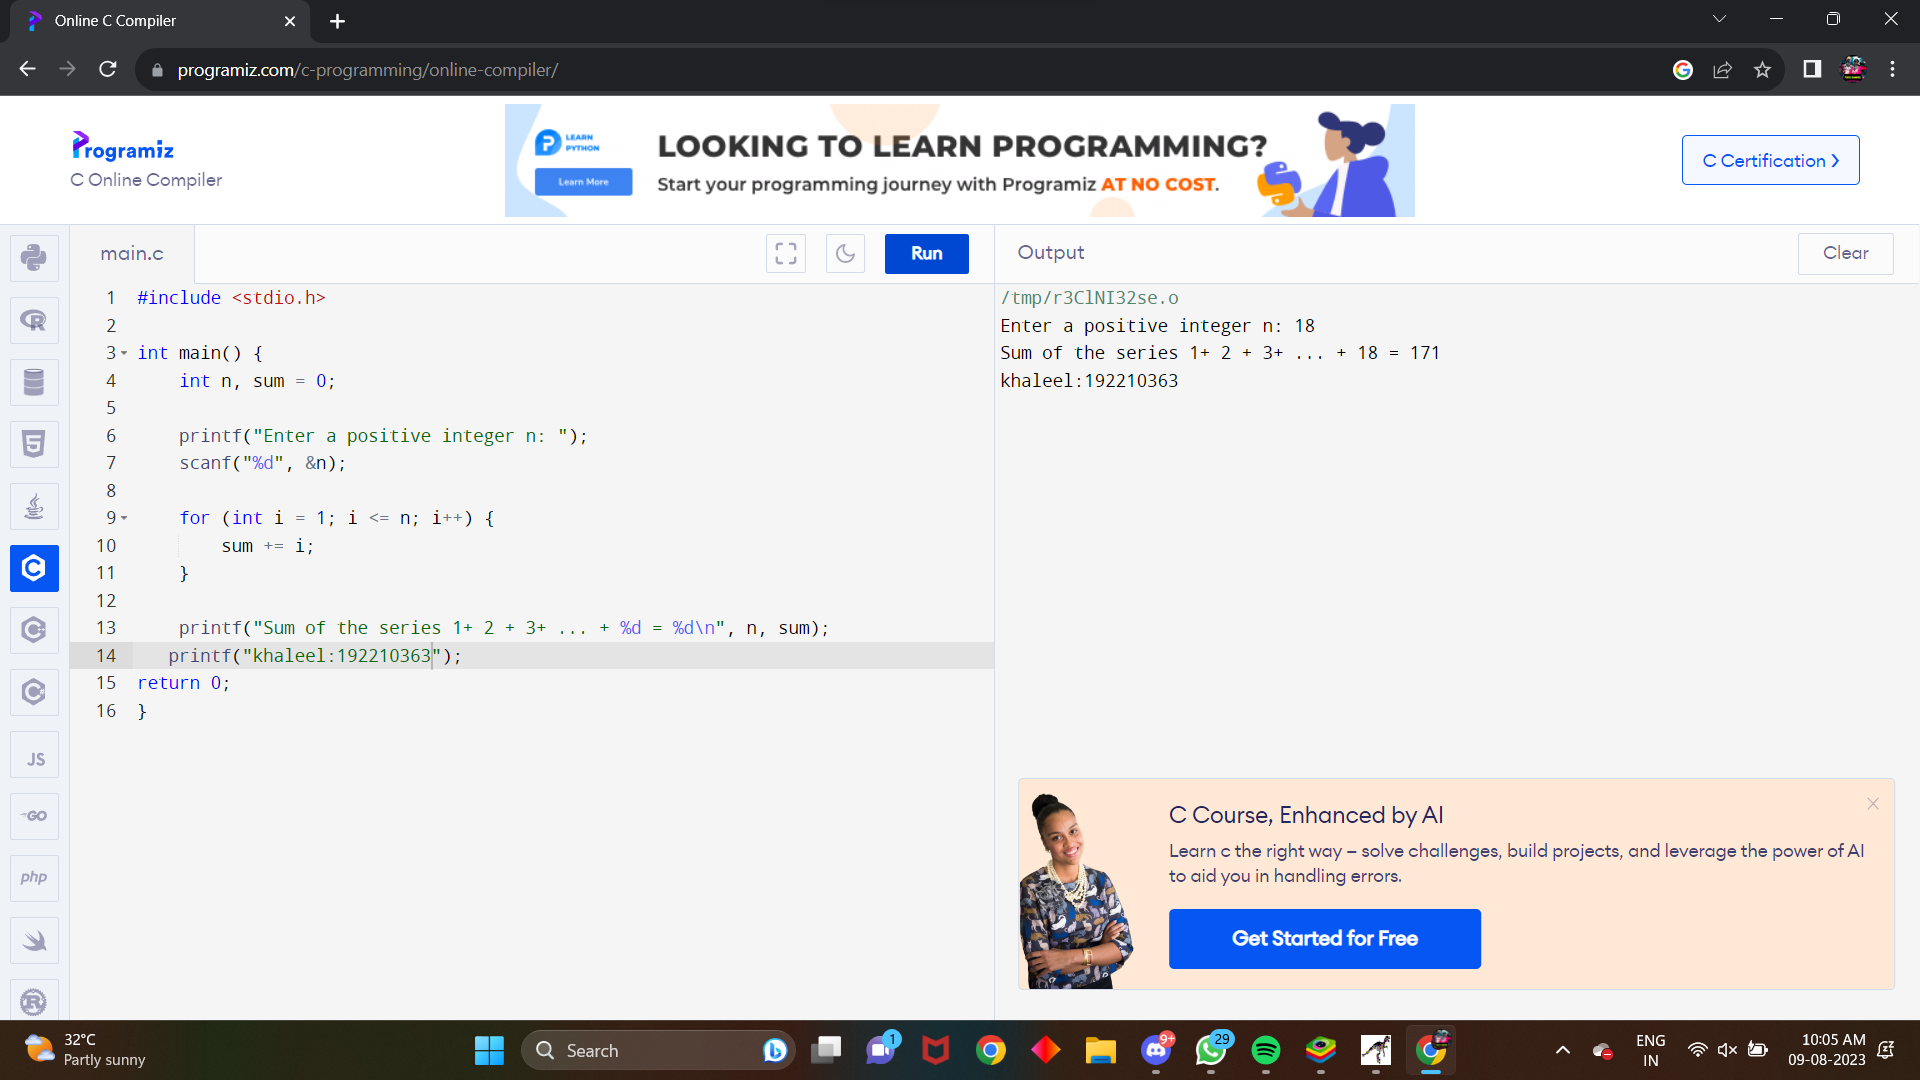 Online C Compiler
programiz.com/c-programming/online-compiler/
Programiz
C Online Compiler
LEARN
PYTHON
Learn More
LOOKING TO LEARN PROGRAMMING?
Start your programming journey with Programiz AT NO COST.
C Certification
main.c
Run
Output
Clear
1 #include <stdio.h>
2
3 int main() {
4     int n, sum = 0;
5
6     printf("Enter a positive integer n: ");
7     scanf("%d", &n);
8
9     for (int i = 1; i <= n; i++) {
10         sum += i;
11     }
12
13     printf("Sum of the series 1+ 2 + 3+ ... + %d = %d\n", n, sum);
14    printf("khaleel:192210363");
15 return 0;
16 }
/tmp/r3ClNI32se.o
Enter a positive integer n: 18
Sum of the series 1+ 2 + 3+ ... + 18 = 171
khaleel:192210363
R
5
C
JS
GO
php
R
C Course, Enhanced by AI
Learn c the right way – solve challenges, build projects, and leverage the power of AI
to aid you in handling errors.
Get Started for Free
32°C
Partly sunny
Search
1
9+
29
ENG
IN
10:05 AM
09-08-2023